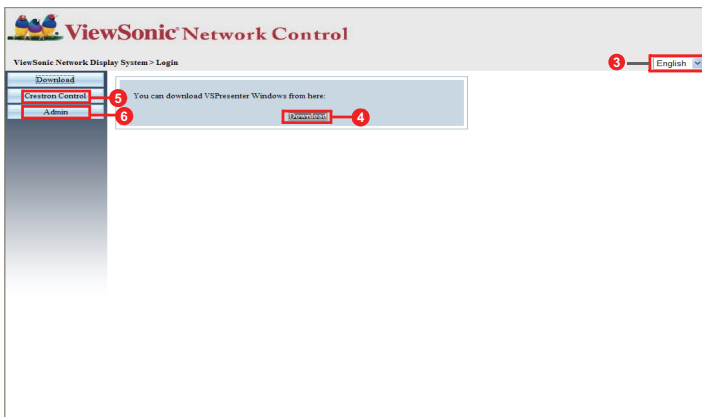 ViewSonic® Network Control
ViewSonic Network Display System > Login
3
English
Download
Crestron Control
5
Admin
6
You can download VSPresenter Windows from here:
Download
4